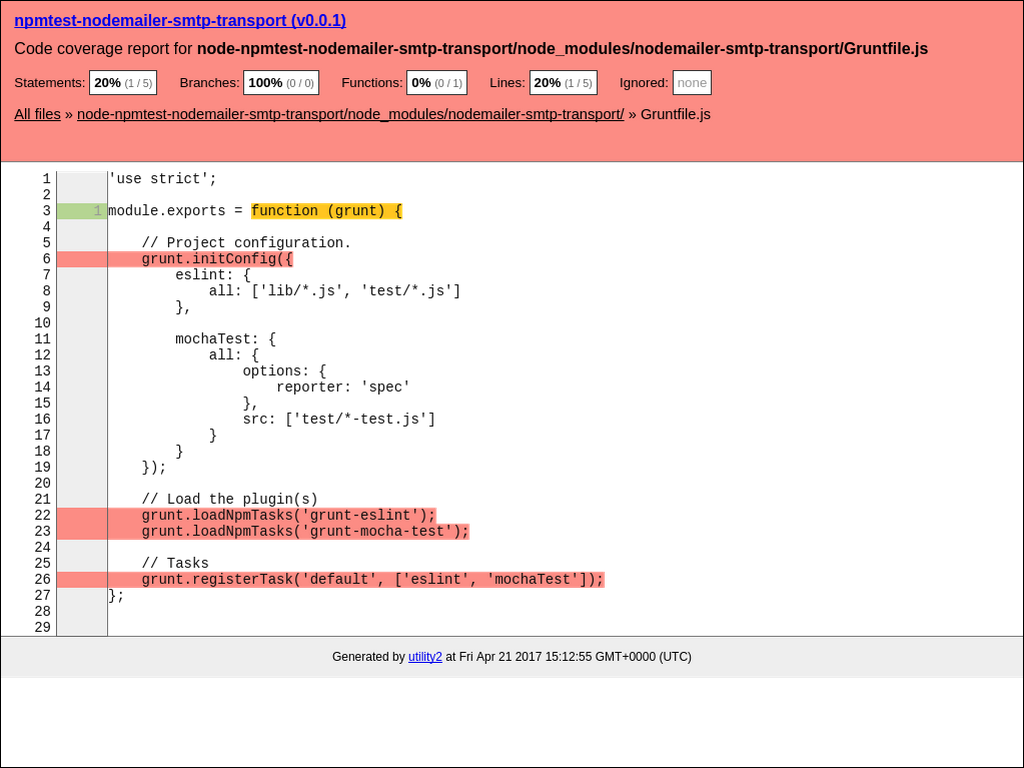 npmtest-nodemailer-smtp-transport (v0.0.1)
Code coverage report for node-npmtest-nodemailer-smtp-transport/node_modules/nodemailer-smtp-transport/Gruntfile.js
Statements: 20% (1 / 5) Branches: 100% (0 / 0) Functions: 0% (0 / 1) Lines: 20% (1 / 5) Ignored: none
All files » node-npmtest-nodemailer-smtp-transport/node_modules/nodemailer-smtp-transport/ » Gruntfile.js
1 'use strict';
2
3 1 module.exports = function (grunt) {
4
5     // Project configuration.
6     grunt.initConfig({
7         eslint: {
8             all: ['lib/*.js', 'test/*.js']
9         },
10
11         mochaTest: {
12             all: {
13                 options: {
14                     reporter: 'spec'
15                 },
16                 src: ['test/*-test.js']
17             }
18         }
19     });
20
21     // Load the plugin(s)
22     grunt.loadNpmTasks('grunt-eslint');
23     grunt.loadNpmTasks('grunt-mocha-test');
24
25     // Tasks
26     grunt.registerTask('default', ['eslint', 'mochaTest']);
27 };
28
29
Generated by utility2 at Fri Apr 21 2017 15:12:55 GMT+0000 (UTC)